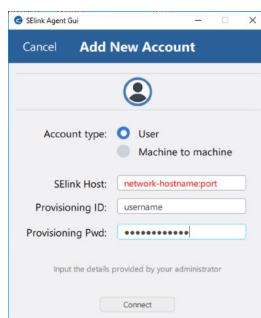 SElink Agent Gui
Cancel Add New Account
Account type: User
Machine to machine
SElink Host: network-hostname:port
Provisioning ID: username
Provisioning Pwd: ●●●●●●●●●●●●
Input the details provided by your administrator
Connect